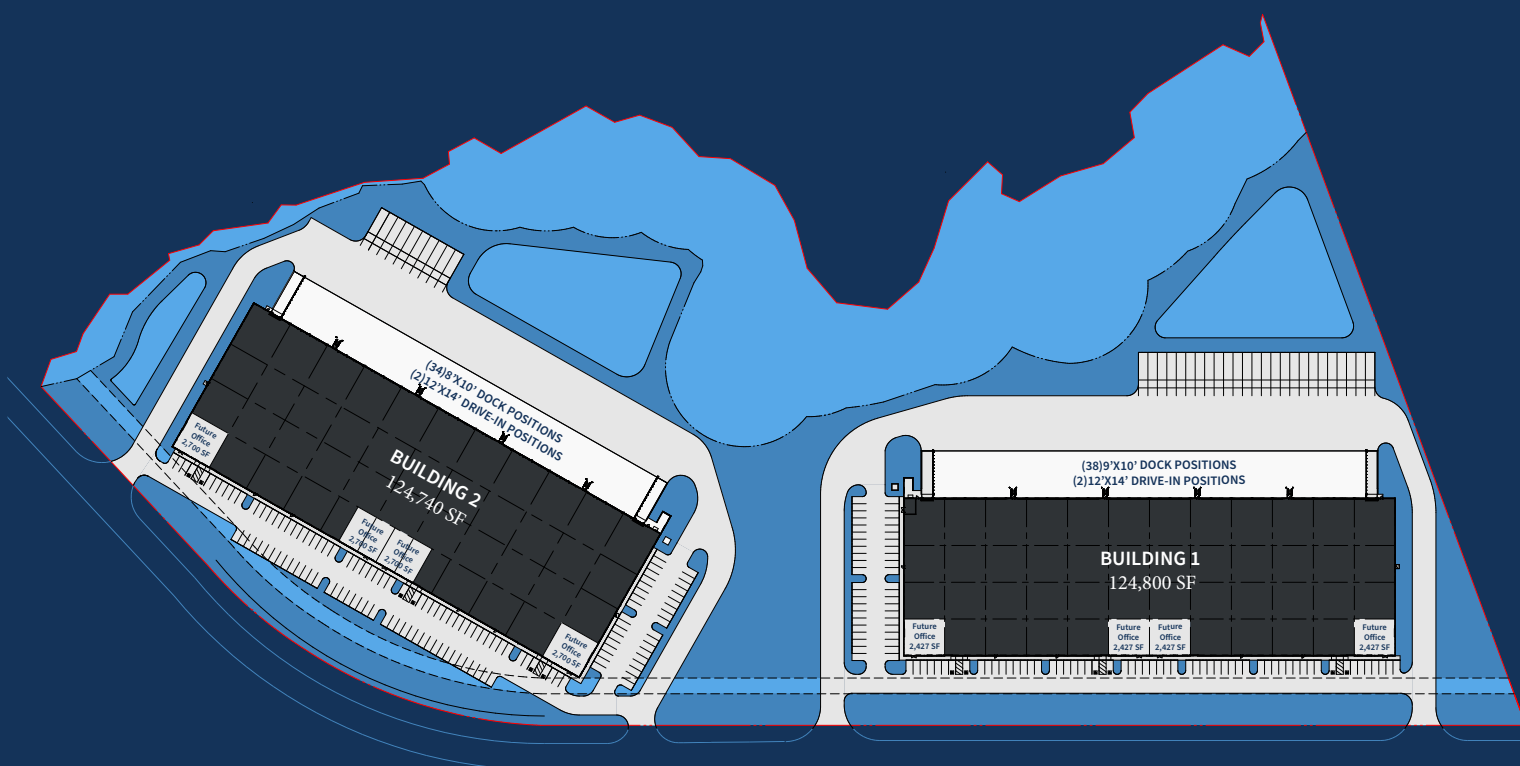 (34)8'X10' DOCK POSITIONS
(2)12'X14' DRIVE-IN POSITIONS
BUILDING 2
124,740 SF
Future
Office
2,700 SF
Future
Office
2,700 SF
Future
Office
2,700 SF
Future
Office
2,700 SF
(38)9'X10' DOCK POSITIONS
(2)12'X14' DRIVE-IN POSITIONS
BUILDING 1
124,800 SF
Future
Office
2,427 SF
Future
Office
2,427 SF
Future
Office
2,427 SF
Future
Office
2,427 SF